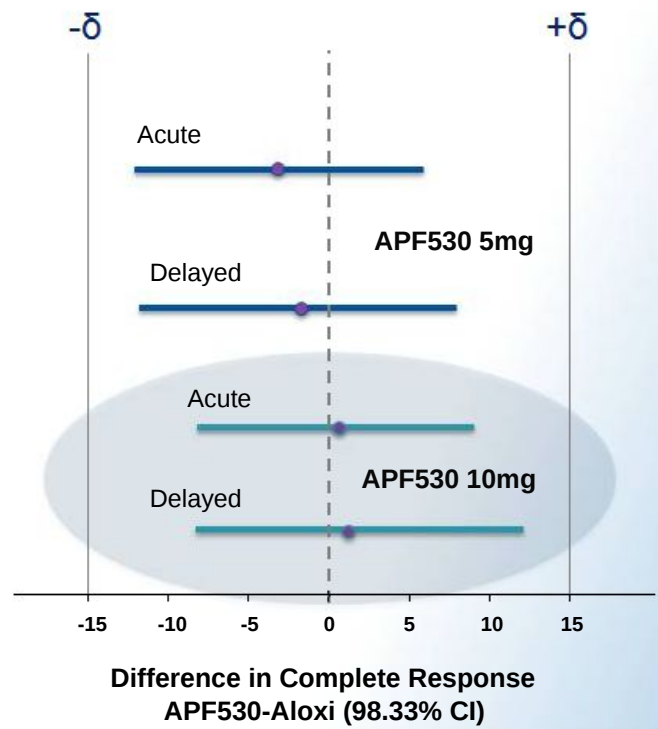 -δ +δ
Acute
APF530 5mg
Delayed
Acute
APF530 10mg
Delayed
-15 -10 -5 0 5 10 15
Difference in Complete Response
APF530-Aloxi (98.33% CI)